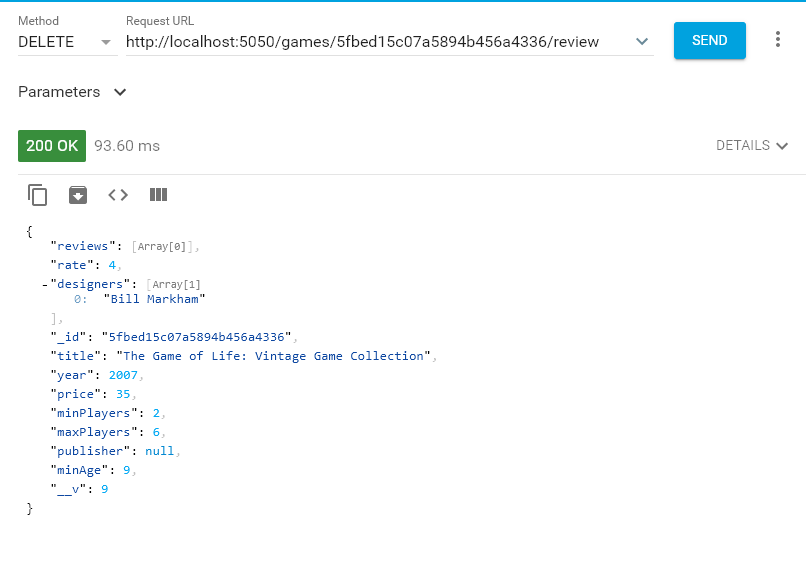 Method Request URL
DELETE http://localhost:5050/games/5fbed15c07a5894b456a4336/review SEND
Parameters
200 OK 93.60 ms DETAILS
{
"reviews": [Array[0]],
"rate": 4,
-"designers": [Array[1]
0: "Bill Markham"
],
"_id": "5fbed15c07a5894b456a4336",
"title": "The Game of Life: Vintage Game Collection",
"year": 2007,
"price": 35,
"minPlayers": 2,
"maxPlayers": 6,
"publisher": null,
"minAge": 9,
"__v": 9
}